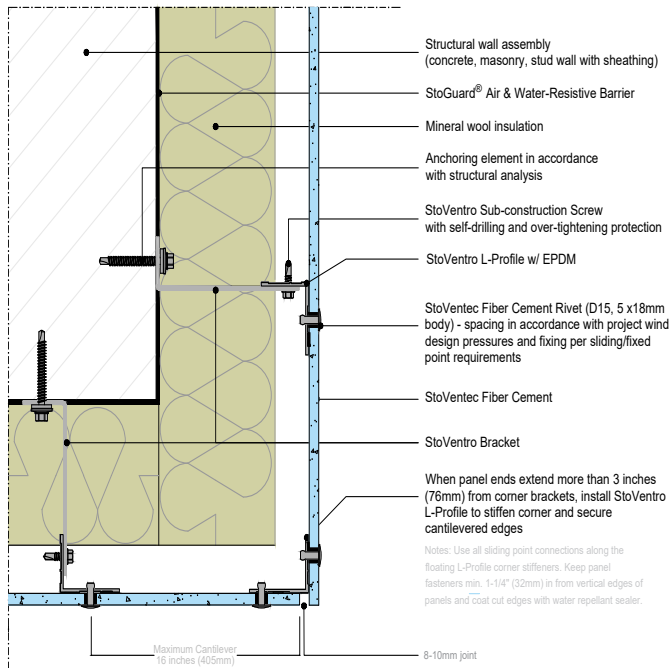 Structural wall assembly
(concrete, masonry, stud wall with sheathing)
StoGuard® Air & Water-Resistive Barrier
Mineral wool insulation
Anchoring element in accordance
with structural analysis
StoVentro Sub-construction Screw
with self-drilling and over-tightening protection
StoVentro L-Profile w/ EPDM
StoVentec Fiber Cement Rivet (D15, 5 x18mm
body) - spacing in accordance with project wind
design pressures and fixing per sliding/fixed
point requirements
StoVentec Fiber Cement
StoVentro Bracket
When panel ends extend more than 3 inches
(76mm) from corner brackets, install StoVentro
L-Profile to stiffen corner and secure
cantilevered edges
Notes: Use all sliding point connections along the
floating L-Profile corner stiffeners. Keep panel
fasteners min. 1-1/4" (32mm) in from vertical edges of
panels and coat cut edges with water repellant sealer.
Maximum Cantilever
16 inches (405mm)
8-10mm joint